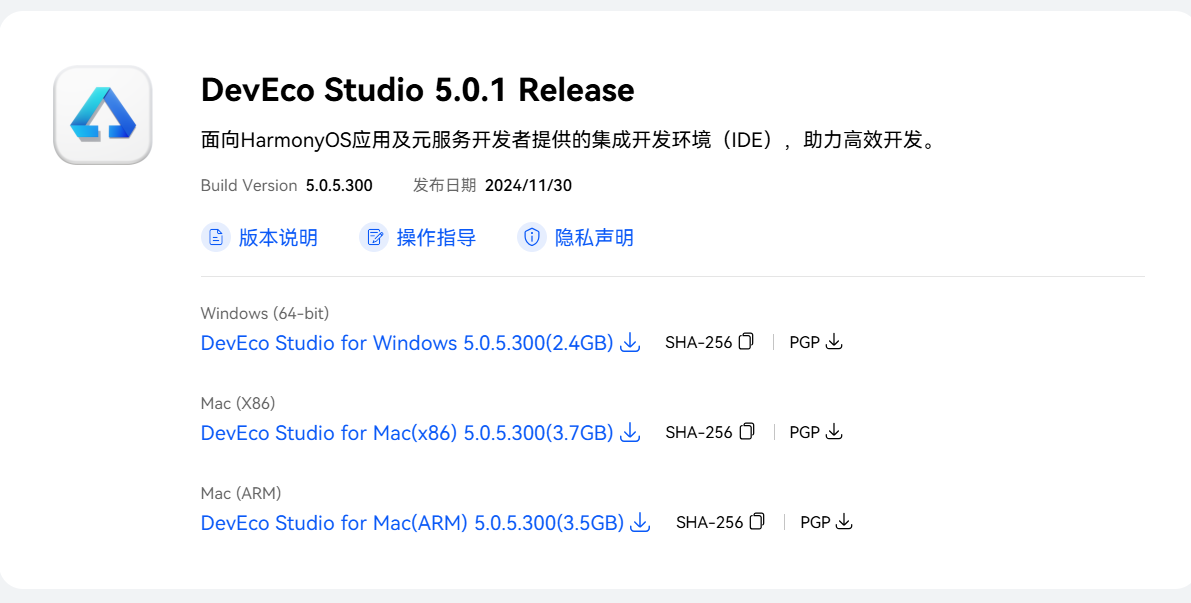 DevEco Studio 5.0.1 Release
面向HarmonyOS应用及元服务开发者提供的集成开发环境（IDE），助力高效开发。
Build Version 5.0.5.300 发布日期 2024/11/30
版本说明 操作指导 隐私声明
Windows (64-bit)
DevEco Studio for Windows 5.0.5.300(2.4GB) SHA-256 PGP
Mac (X86)
DevEco Studio for Mac(x86) 5.0.5.300(3.7GB) SHA-256 PGP
Mac (ARM)
DevEco Studio for Mac(ARM) 5.0.5.300(3.5GB) SHA-256 PGP